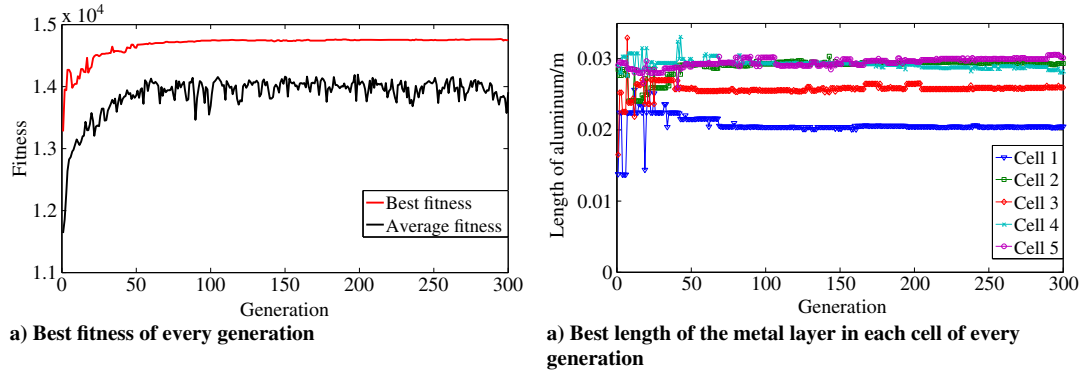 x 10⁴
1.5
1.4
1.3
1.2
1.1
Fitness
0
50
100
150
200
250
300
Generation
Best fitness
Average fitness
a) Best fitness of every generation
0.03
0.02
0.01
0
Length of aluminum/m
0
50
100
150
200
250
300
Generation
Cell 1
Cell 2
Cell 3
Cell 4
Cell 5
a) Best length of the metal layer in each cell of every
generation